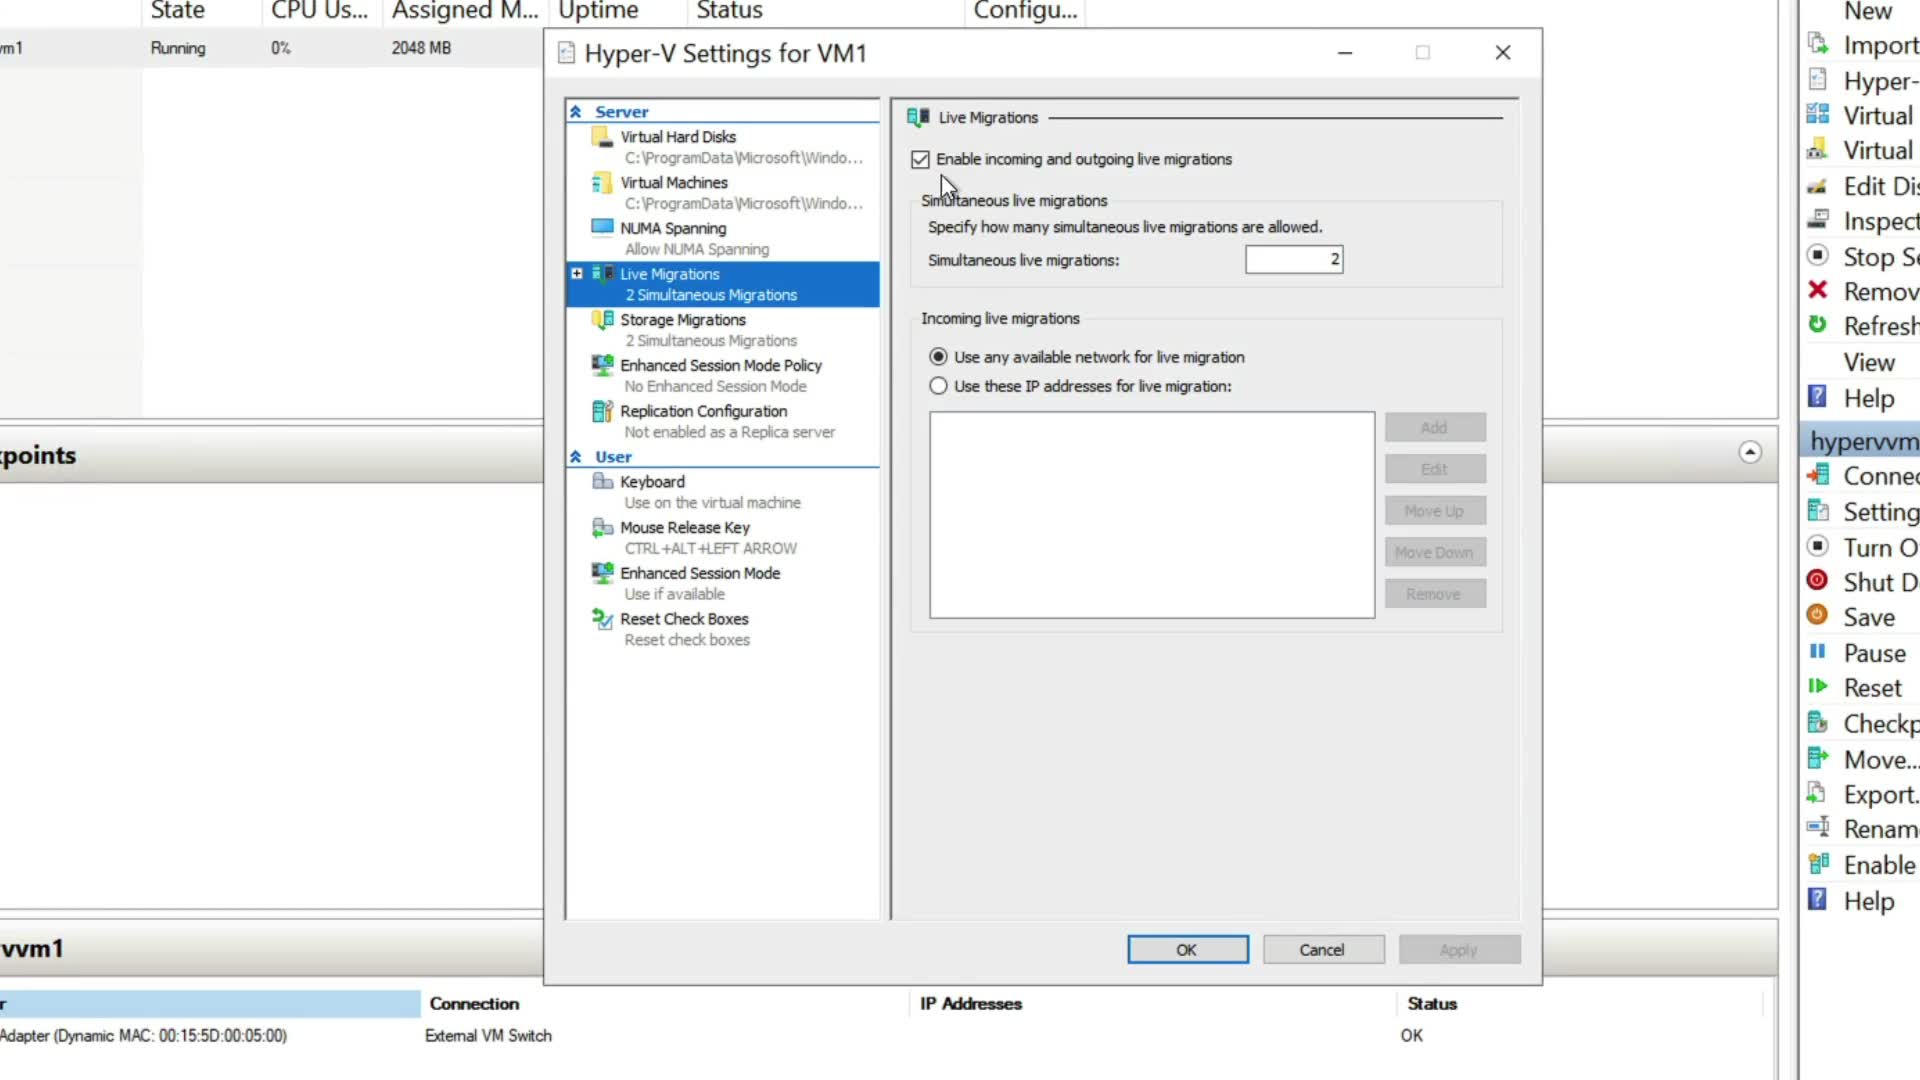 State CPU Us... Assigned M... Uptime Status Configu...
vm1 Running 0% 2048 MB
Hyper-V Settings for VM1
Server
Virtual Hard Disks
C:\ProgramData\Microsoft\Windo...
Virtual Machines
C:\ProgramData\Microsoft\Windo...
NUMA Spanning
Allow NUMA Spanning
Live Migrations
2 Simultaneous Migrations
Storage Migrations
2 Simultaneous Migrations
Enhanced Session Mode Policy
No Enhanced Session Mode
Replication Configuration
Not enabled as a Replica server
User
Keyboard
Use on the virtual machine
Mouse Release Key
CTRL+ALT+LEFT ARROW
Enhanced Session Mode
Use if available
Reset Check Boxes
Reset check boxes
Live Migrations
Enable incoming and outgoing live migrations
Simultaneous live migrations
Specify how many simultaneous live migrations are allowed.
Simultaneous live migrations: 2
Incoming live migrations
Use any available network for live migration
Use these IP addresses for live migration:
Add
Edit
Move Up
Move Down
Remove
OK Cancel Apply
points
vvm1
r Connection IP Addresses Status
Adapter (Dynamic MAC: 00:15:5D:00:05:00) External VM Switch OK
New
Import
Hyper-
Virtual
Virtual
Edit Dis
Inspect
Stop Se
Remov
Refresh
View
Help
hypervvm
Connec
Setting
Turn O
Shut D
Save
Pause
Reset
Checkp
Move...
Export.
Renam
Enable
Help